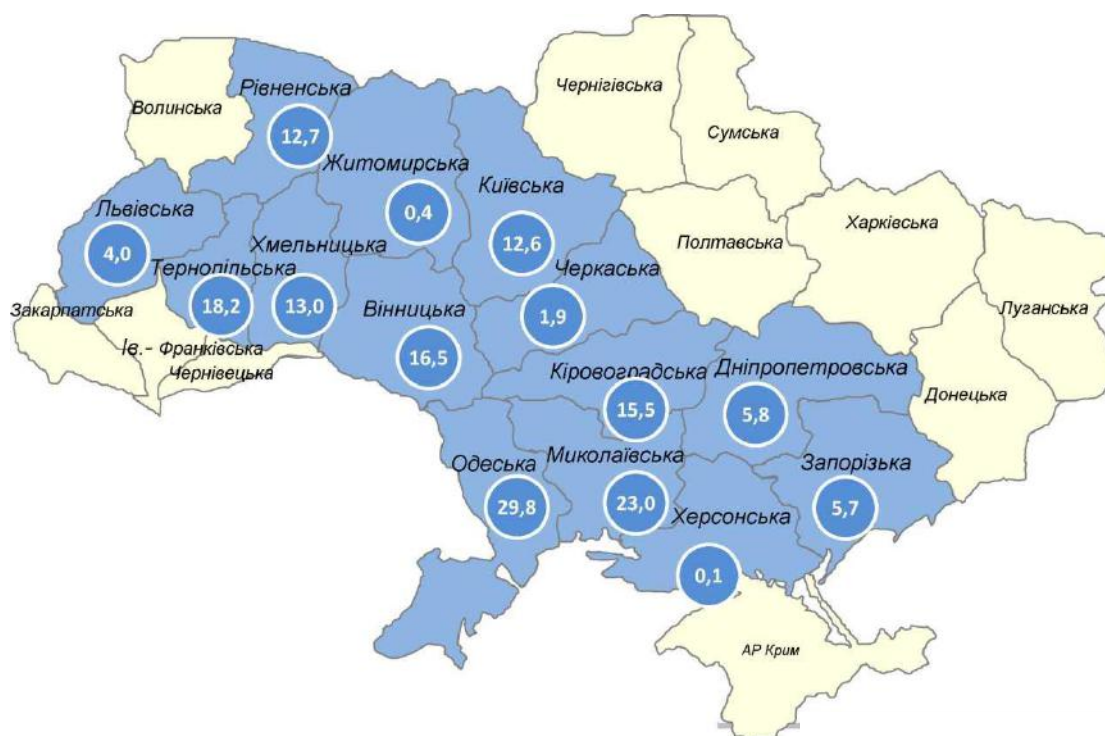 Волинська
Рівненська
12,7
Житомирська
0,4
Київська
12,6
Чернігівська
Сумська
Львівська
4,0
Тернопільська
18,2
Хмельницька
13,0
Вінницька
16,5
Черкаська
1,9
Полтавська
Харківська
Луганська
Закарпатська
Ів.- Франківська
Чернівецька
Кіровоградська
15,5
Дніпропетровська
5,8
Донецька
Одеська
29,8
Миколаївська
23,0
Херсонська
0,1
Запорізька
5,7
АР Крим